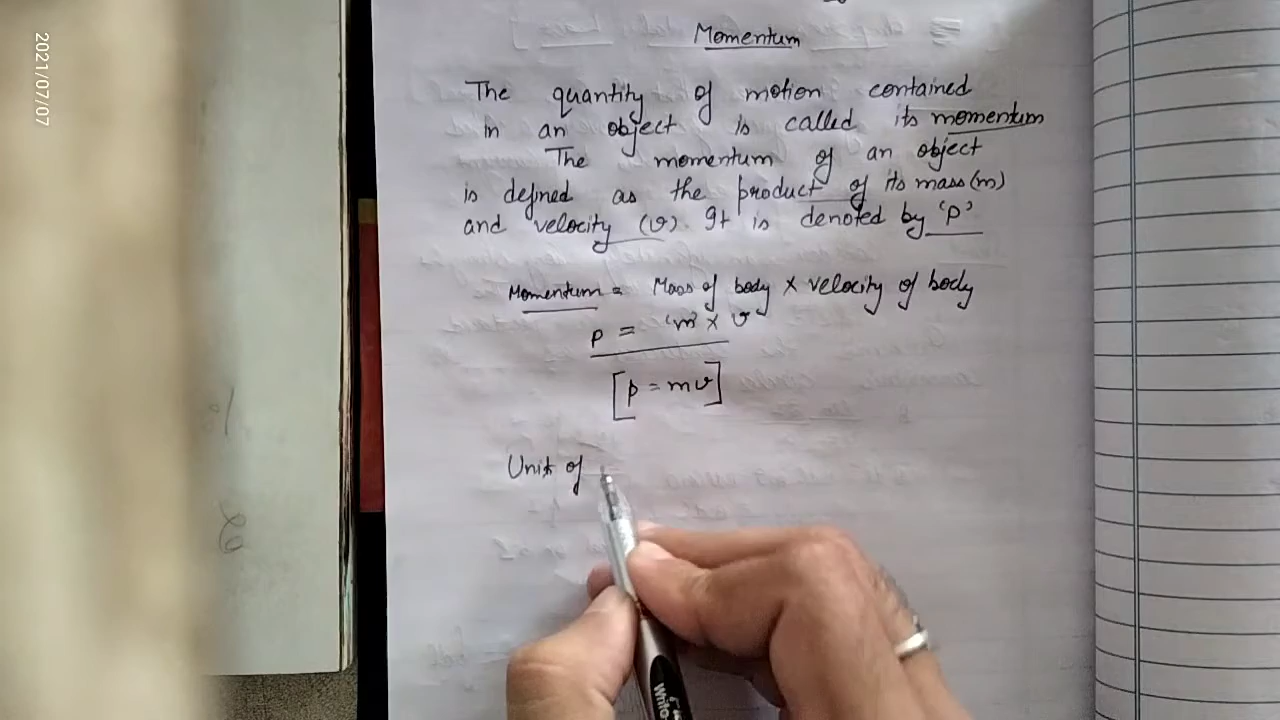 2021/07/07
Momentum
The quantity of motion contained
in an object is called its momentum
The momentum of an object
is defined as the product of its mass (m)
and velocity (v). It is denoted by 'p'
Momentum = Mass of body × velocity of body
p = 'm' × v
[p = mv]
Unit of
Write